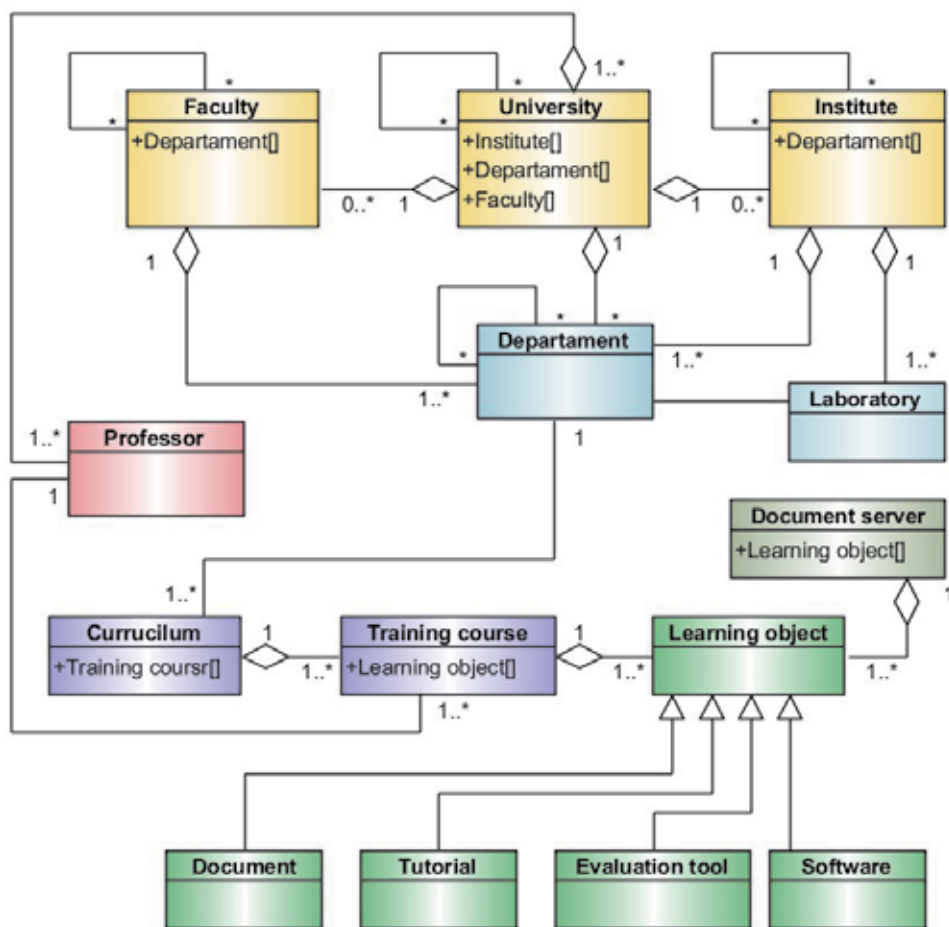 1..*
*
*
*
*
*
*
Faculty
+Departament[]
University
+Institute[]
+Departament[]
+Faculty[]
Institute
+Departament[]
0..*
1
1
0..*
1
1
1
1
*
*
*
Departament
1..*
1..*
1..*
Laboratory
1..*
Professor
1
1
Document server
+Learning object[]
1
1..*
Currucilum
+Training coursr[]
1
1..*
Training course
+Learning object[]
1
1..*
Learning object
1..*
1..*
Document
Tutorial
Evaluation tool
Software